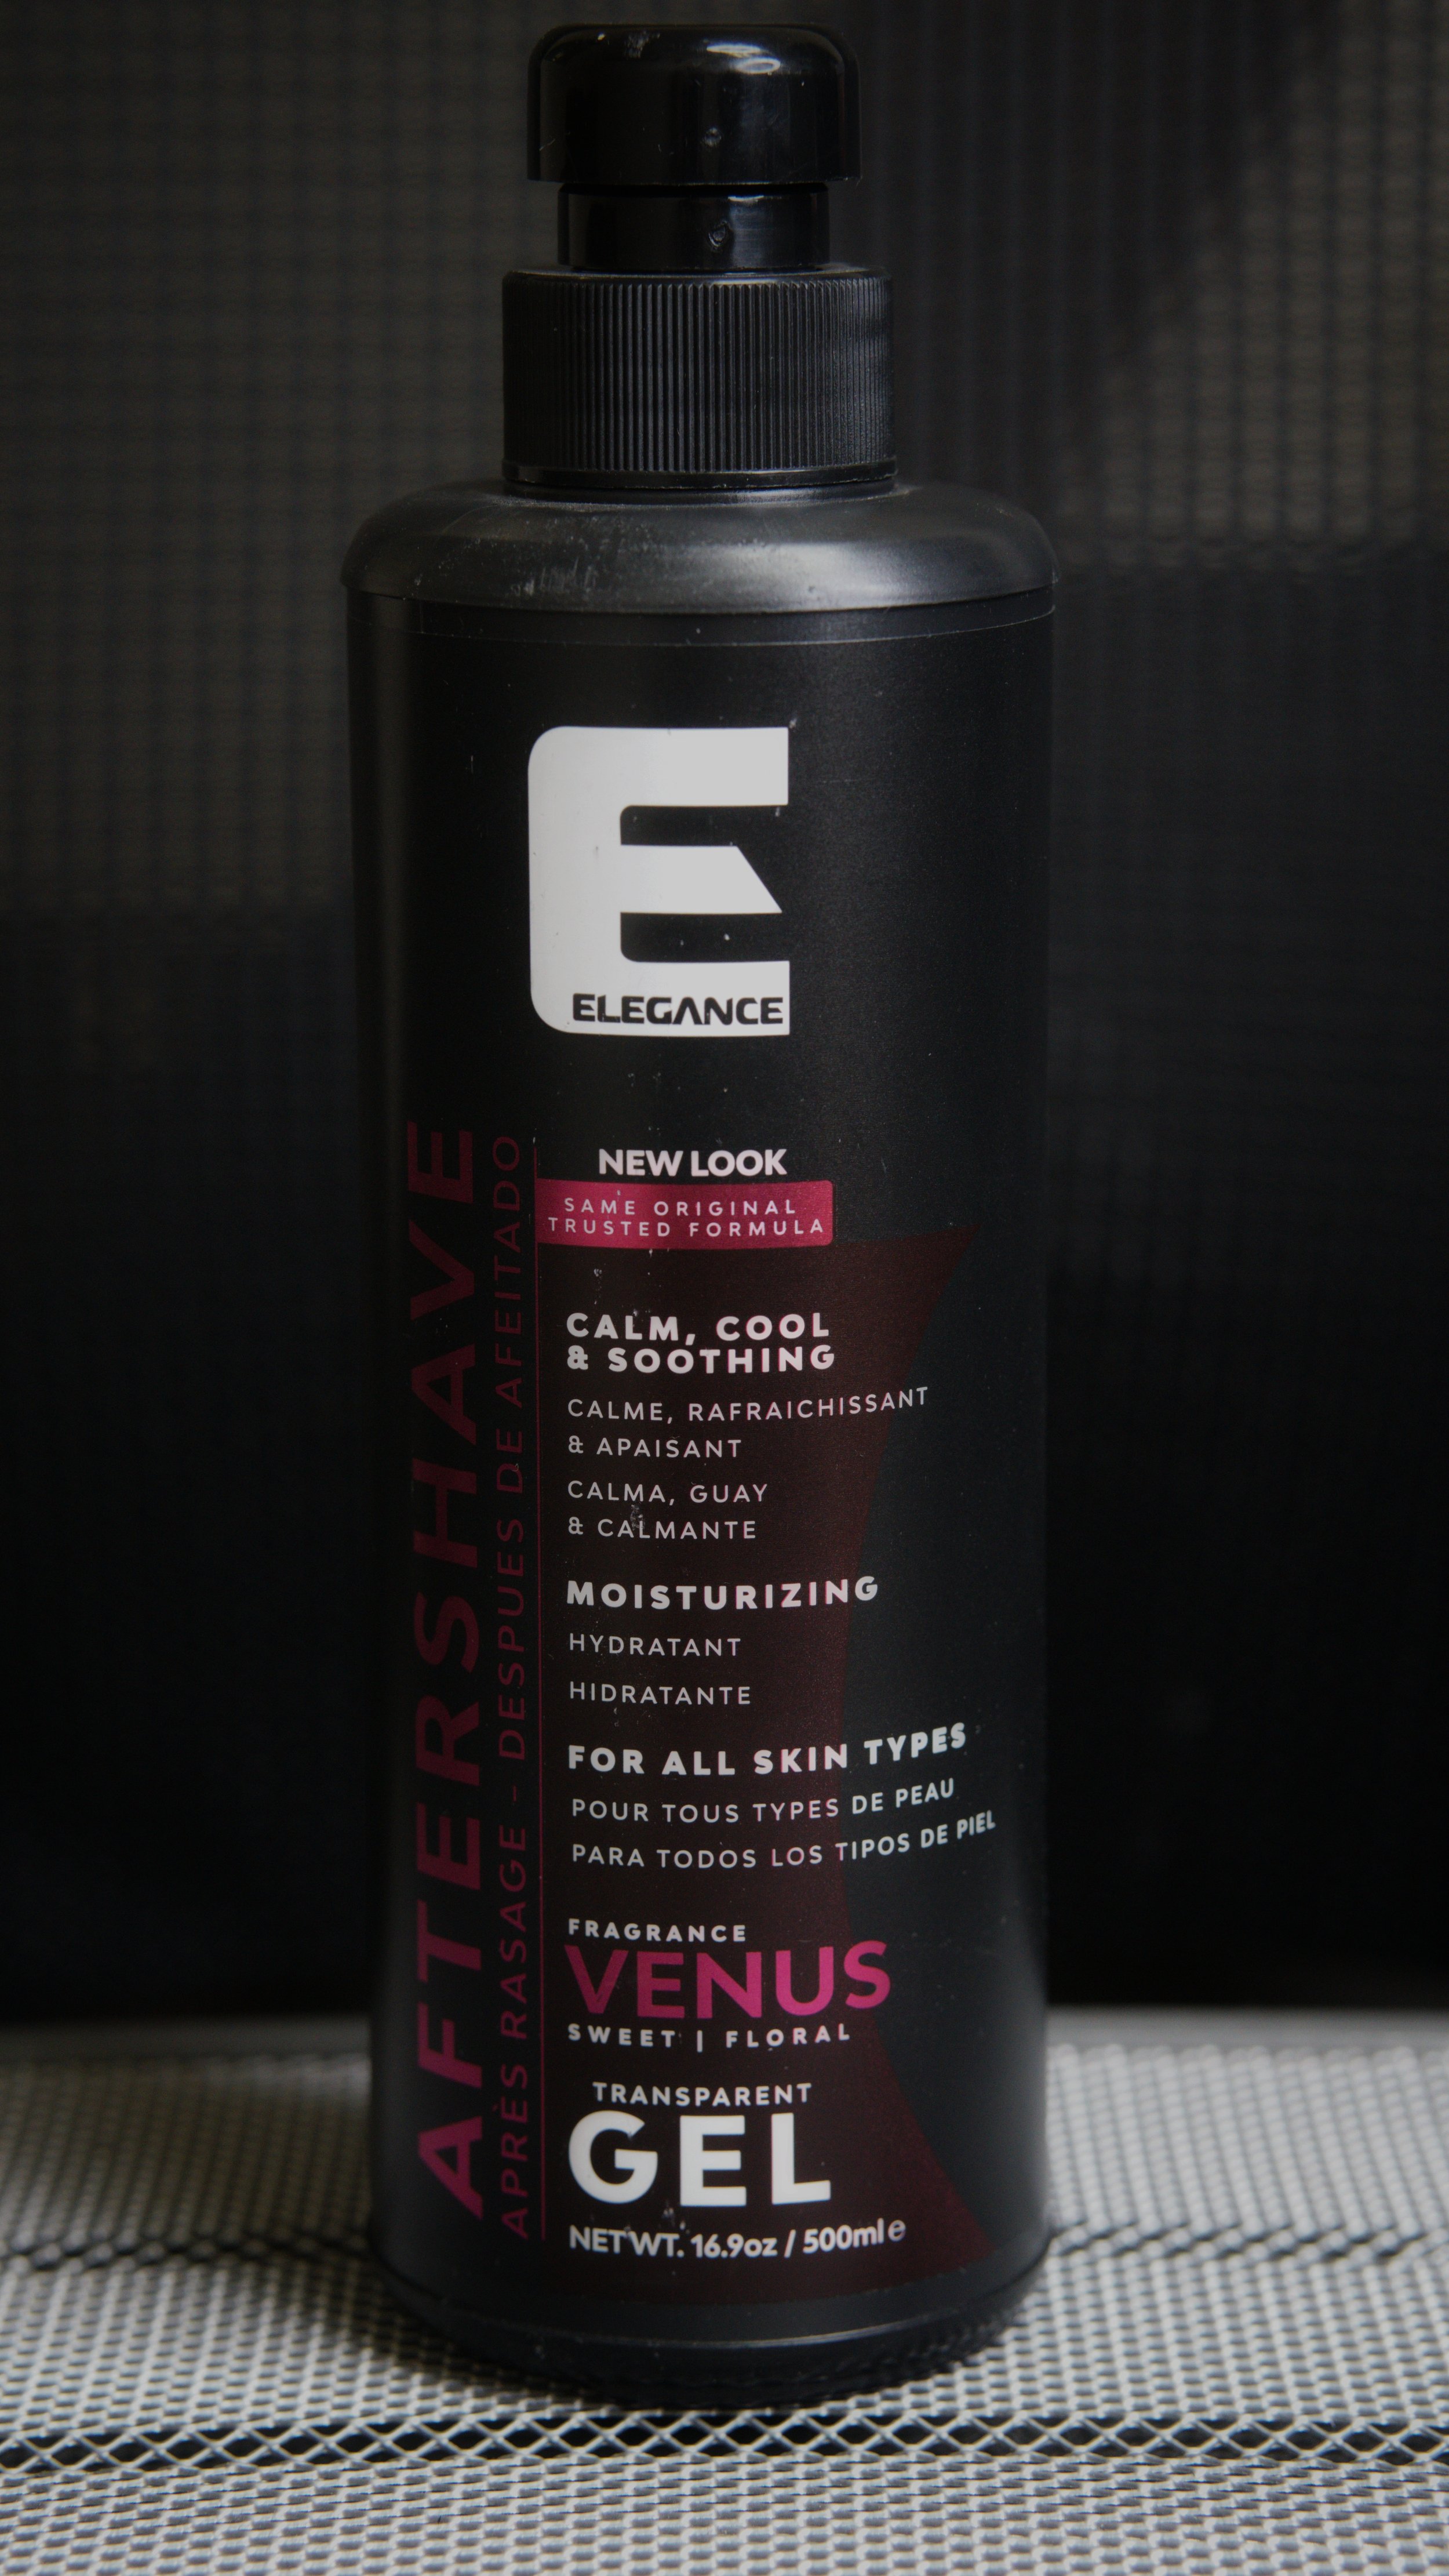 ELEGANCE
NEW LOOK
SAME ORIGINAL
TRUSTED FORMULA
CALM, COOL
& SOOTHING
CALME, RAFRAICHISSANT
& APAISANT
CALMA, GUAY
& CALMANTE
MOISTURIZING
HYDRATANT
HIDRATANTE
FOR ALL SKIN TYPES
POUR TOUS TYPES DE PEAU
PARA TODOS LOS TIPOS DE PIEL
FRAGRANCE
VENUS
SWEET | FLORAL
TRANSPARENT
GEL
NET WT. 16.9oz / 500ml ℮
AFTERSHAVE
APRÈS RASAGE - DESPUES DE AFEITADO